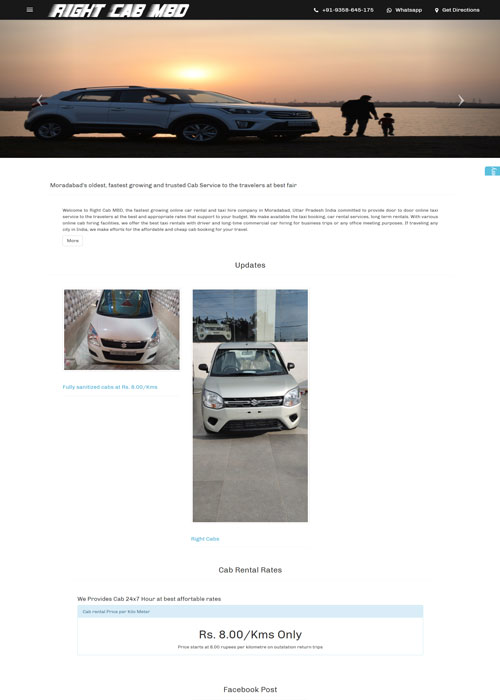 RIGHT CAB MBD
+91-9358-645-175 Whatsapp Get Directions
Moradabad's oldest, fastest growing and trusted Cab Service to the travelers at best fair
Welcome to Right Cab MBD, the fastest growing online car rental and taxi hire company in Moradabad, Uttar Pradesh India committed to provide door to door online taxi
service to the travelers at the best and appropriate rates that support to your budget. We make available the taxi booking, car rental services, long term rentals. With various
online cab hiring facilities, we offer the best taxi rentals with driver and long time commercial car hiring for business trips or any office meeting purposes. If traveling any
city in India, we make efforts for the affordable and cheap cab booking for your travel.
More
Updates
Fully sanitized cabs at Rs. 8.00/Kms
Right Cabs
Cab Rental Rates
We Provides Cab 24x7 Hour at best affortable rates
Cab rental Price per Kilo Meter
Rs. 8.00/Kms Only
Price starts at 8.00 rupees per kilometre on outstation return trips
Facebook Post